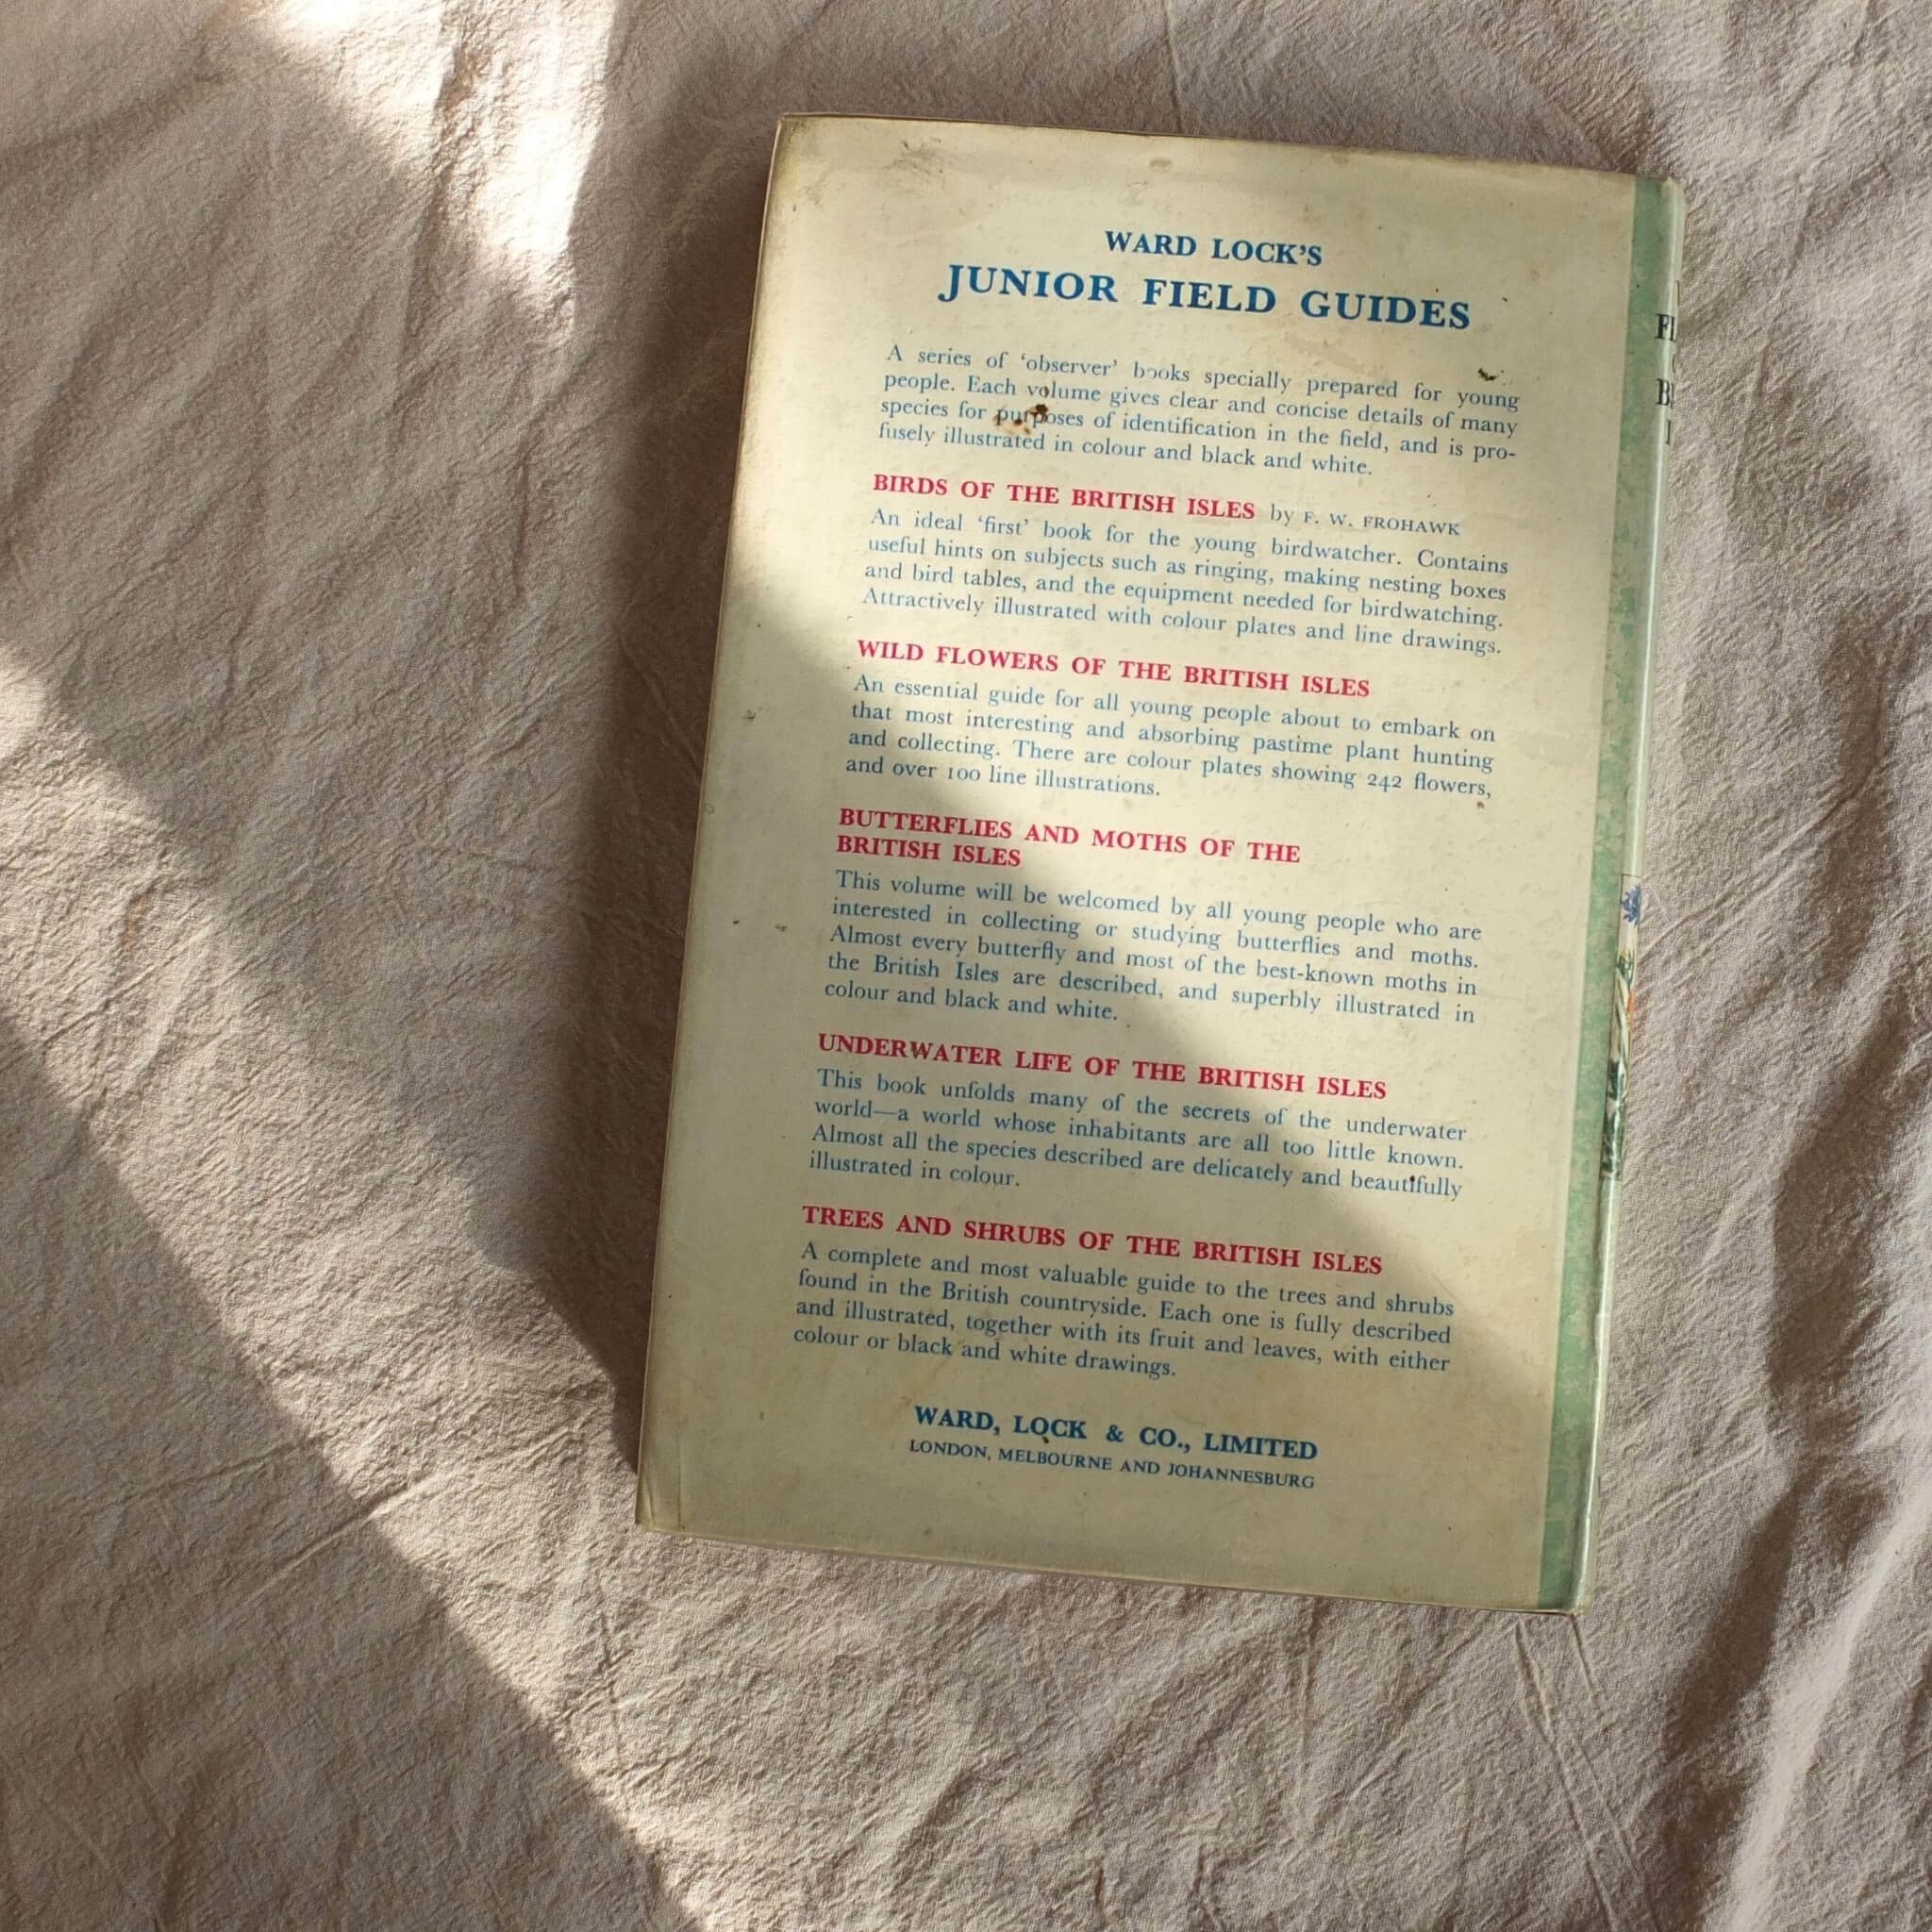 WARD LOCK'S
JUNIOR FIELD GUIDES
A series of 'observer' books specially prepared for young
people. Each volume gives clear and concise details of many
species for purposes of identification in the field, and is pro-
fusely illustrated in colour and black and white.
BIRDS OF THE BRITISH ISLES by F. W. FROHAWK
An ideal 'first' book for the young birdwatcher. Contains
useful hints on subjects such as ringing, making nesting boxes
and bird tables, and the equipment needed for birdwatching.
Attractively illustrated with colour plates and line drawings.
WILD FLOWERS OF THE BRITISH ISLES
An essential guide for all young people about to embark on
that most interesting and absorbing pastime plant hunting
and collecting. There are colour plates showing 242 flowers,
and over 100 line illustrations.
BUTTERFLIES AND MOTHS OF THE
BRITISH ISLES
This volume will be welcomed by all young people who are
interested in collecting or studying butterflies and moths.
Almost every butterfly and most of the best-known moths in
the British Isles are described, and superbly illustrated in
colour and black and white.
UNDERWATER LIFE OF THE BRITISH ISLES
This book unfolds many of the secrets of the underwater
world—a world whose inhabitants are all too little known.
Almost all the species described are delicately and beautifully
illustrated in colour.
TREES AND SHRUBS OF THE BRITISH ISLES
A complete and most valuable guide to the trees and shrubs
found in the British countryside. Each one is fully described
and illustrated, together with its fruit and leaves, with either
colour or black and white drawings.
WARD, LOCK & CO., LIMITED
LONDON, MELBOURNE AND JOHANNESBURG